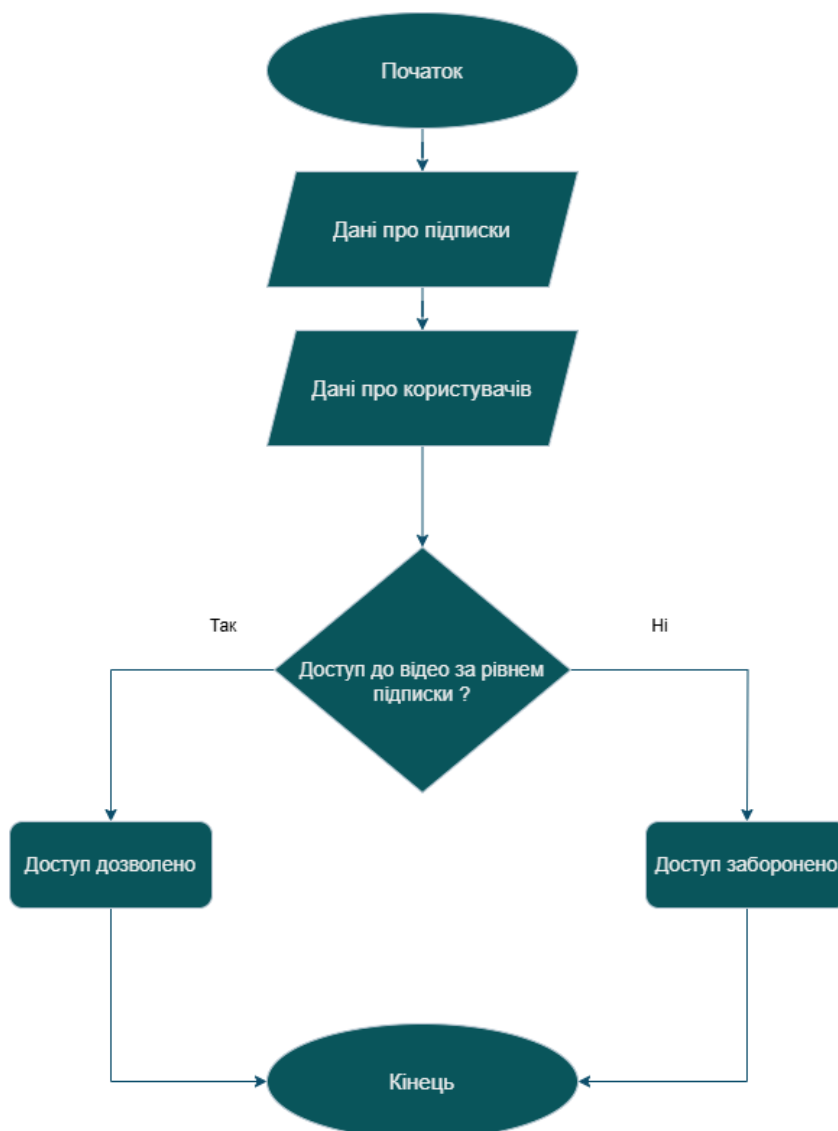 Початок
Дані про підписки
Дані про користувачів
Так
Ні
Доступ до відео за рівнем
підписки ?
Доступ дозволено
Доступ заборонено
Кінець